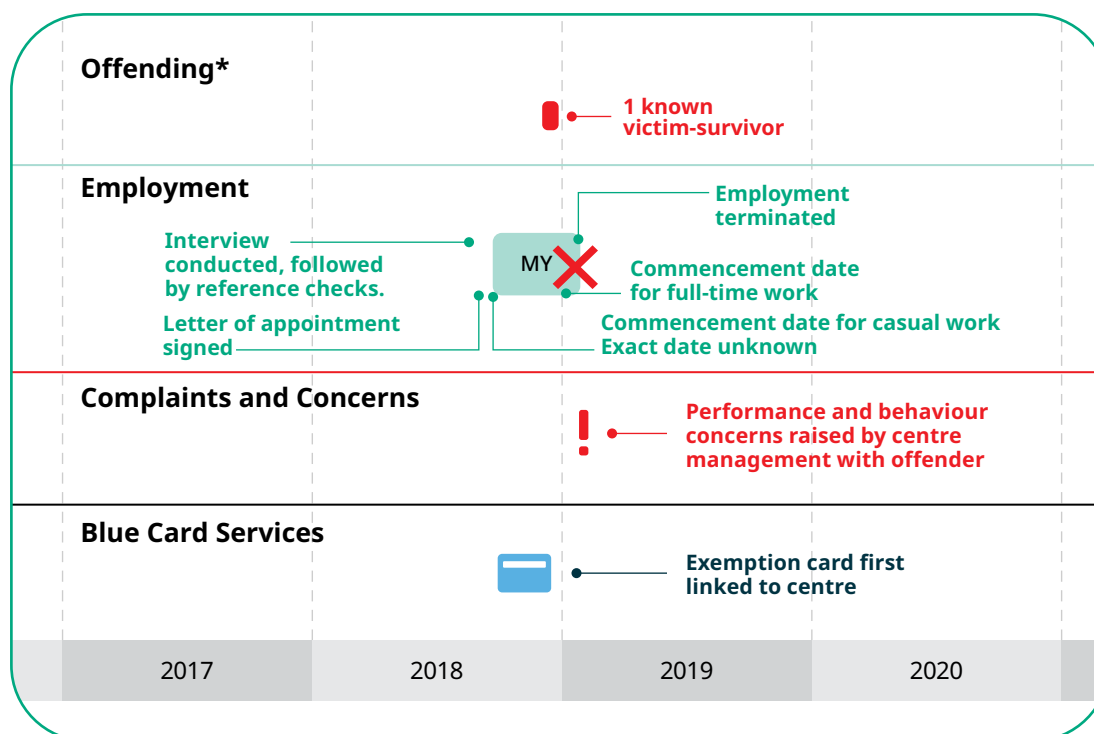 Offending*
1 known
victim-survivor
Employment
Employment
terminated
Interview
conducted, followed
by reference checks.
MY
Commencement date
for full-time work
Letter of appointment
signed
Commencement date for casual work
Exact date unknown
Complaints and Concerns
Performance and behaviour
concerns raised by centre
management with offender
Blue Card Services
Exemption card first
linked to centre
2017
2018
2019
2020